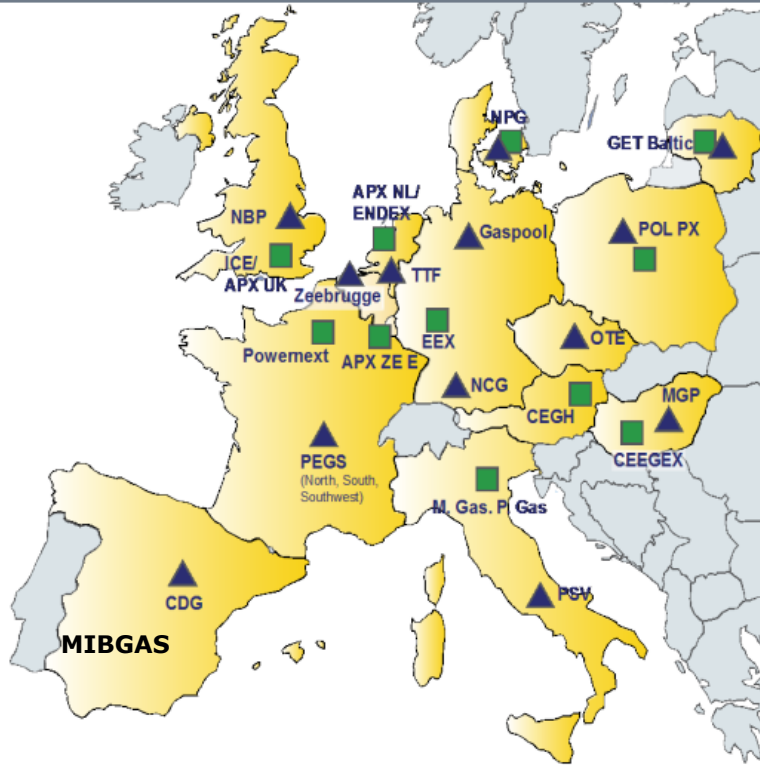 NPG
GET Baltic
APX NL/
ENDEX
NBP
Gaspool
POL PX
ICE/
APX UK
TTF
Zeebrugge
EEX
OTE
Powernext
APX ZE E
NCG
MGP
CEGH
CEEGEX
PEGS
(North, South,
Southwest)
M. Gas. P| Gas
CDG
PSV
MIBGAS